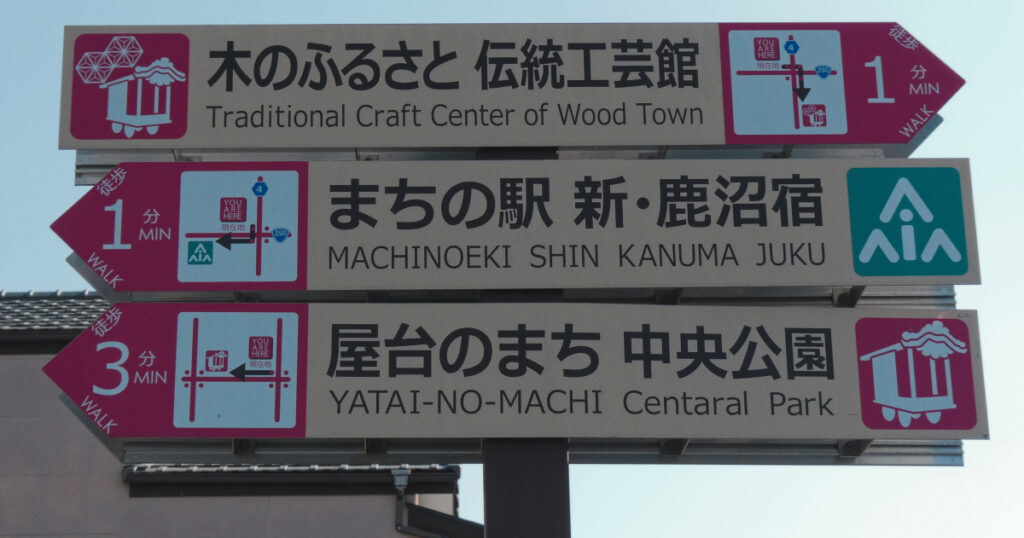 木のふるさと 伝統工芸館
Traditional Craft Center of Wood Town
YOU ARE HERE
現在地
4
293
徒歩
1
分
MIN
WALK
徒歩
1
分
MIN
WALK
4
YOU ARE HERE
現在地
293
まちの駅 新・鹿沼宿
MACHINOEKI SHIN KANUMA JUKU
徒歩
3
分
MIN
WALK
YOU ARE HERE
現在地
屋台のまち 中央公園
YATAI-NO-MACHI Centaral Park